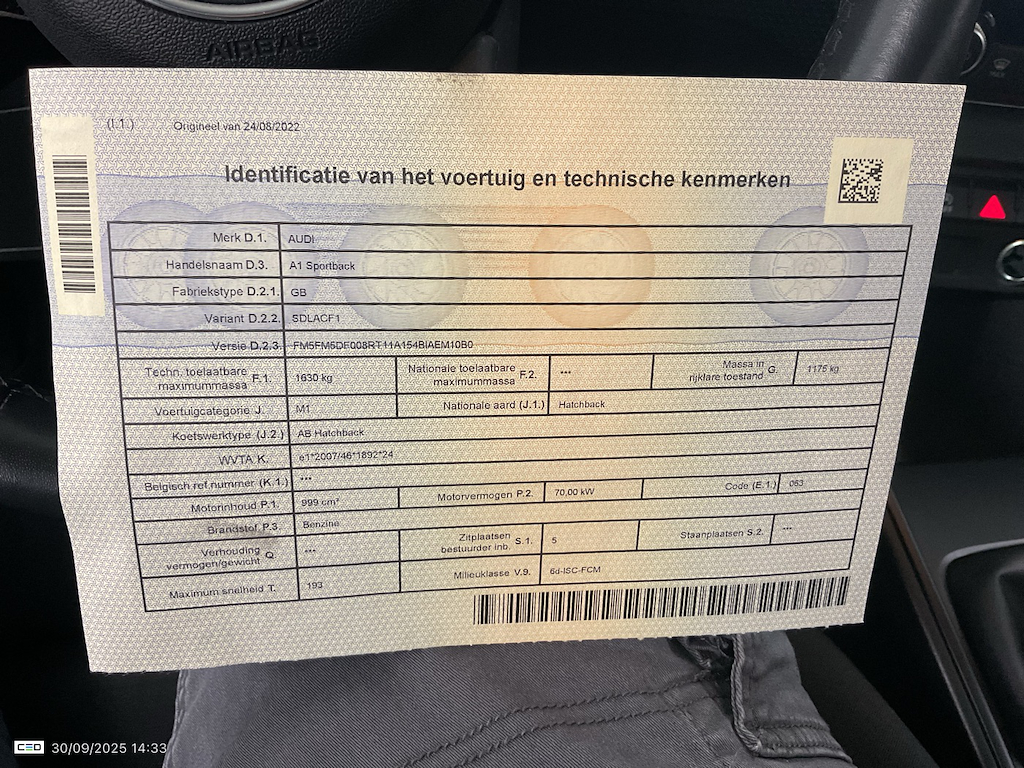 AIRBAG
(I.1.) Origineel van 24/08/2022
Identificatie van het voertuig en technische kenmerken
Merk D.1. AUDI
Handelsnaam D.3. A1 Sportback
Fabriekstype D.2.1. GB
Variant D.2.2. SDLACF1
Versie D.2.3. FM5FM5DE008RT11A154BIAEM10B0
Techn. toelaatbare maximummassa F.1. 1630 kg Nationale toelaatbare maximummassa F.2. *** Massa in rijklare toestand G. 1175 kg
Voertuigcategorie J. M1 Nationale aard (J.1.) Hatchback
Koetswerktype (J.2.) AB Hatchback
WVTA K. e1*2007/46*1892*24
Belgisch ref.nummer (K.1.) ***
Motorinhoud P.1. 999 cm³ Motorvermogen P.2. 70,00 kW Code (E.1.) 063
Brandstof P.3. Benzine
Verhouding vermogen/gewicht Q. *** Zitplaatsen bestuurder inb. S.1. 5 Staanplaatsen S.2. ***
Maximum snelheid T. 193 Milieuklasse V.9. 6d-ISC-FCM
CEO 30/09/2025 14:33